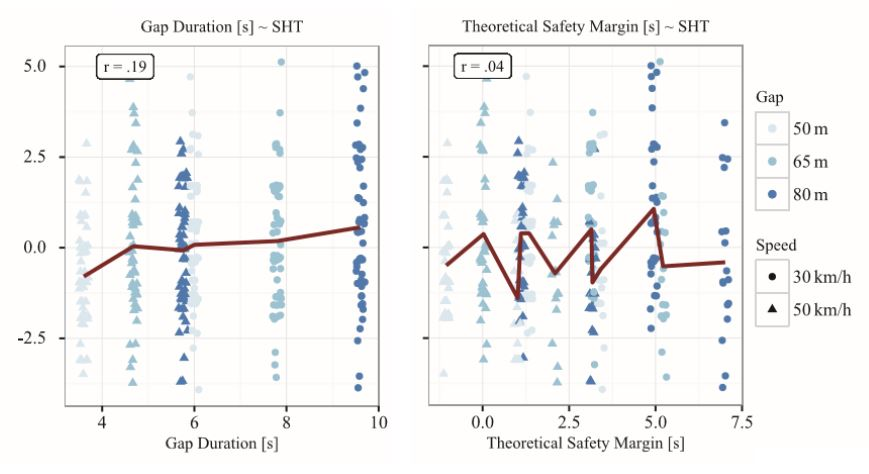 Gap Duration [s] ~ SHT
r = .19
5.0
2.5
0.0
-2.5
4 6 8 10
Gap Duration [s]
Theoretical Safety Margin [s] ~ SHT
r = .04
0.0 2.5 5.0 7.5
Theoretical Safety Margin [s]
Gap
50 m
65 m
80 m
Speed
30 km/h
50 km/h